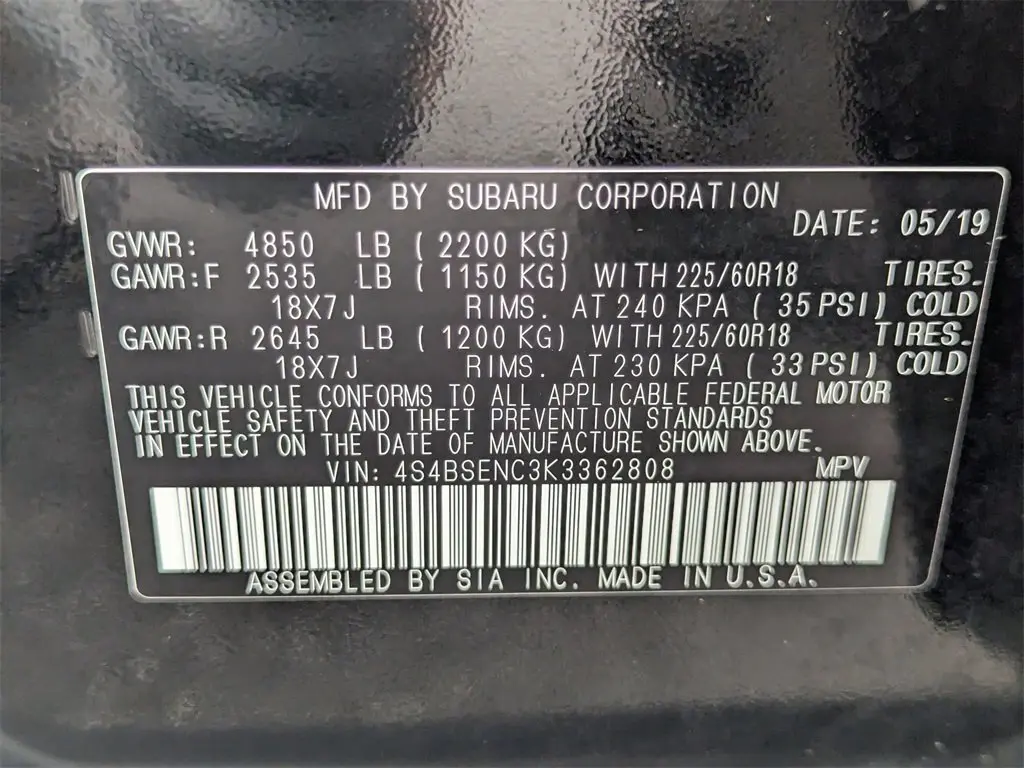 MFD BY SUBARU CORPORATION
DATE: 05/19
GVWR: 4850 LB ( 2200 KG)
GAWR:F 2535 LB ( 1150 KG) WITH 225/60R18 TIRES.
18X7J RIMS. AT 240 KPA ( 35 PSI) COLD
GAWR:R 2645 LB ( 1200 KG) WITH 225/60R18 TIRES.
18X7J RIMS. AT 230 KPA ( 33 PSI) COLD
THIS VEHICLE CONFORMS TO ALL APPLICABLE FEDERAL MOTOR
VEHICLE SAFETY AND THEFT PREVENTION STANDARDS
IN EFFECT ON THE DATE OF MANUFACTURE SHOWN ABOVE.
VIN: 4S4BSENC3K3362808 MPV
ASSEMBLED BY SIA INC. MADE IN U.S.A.